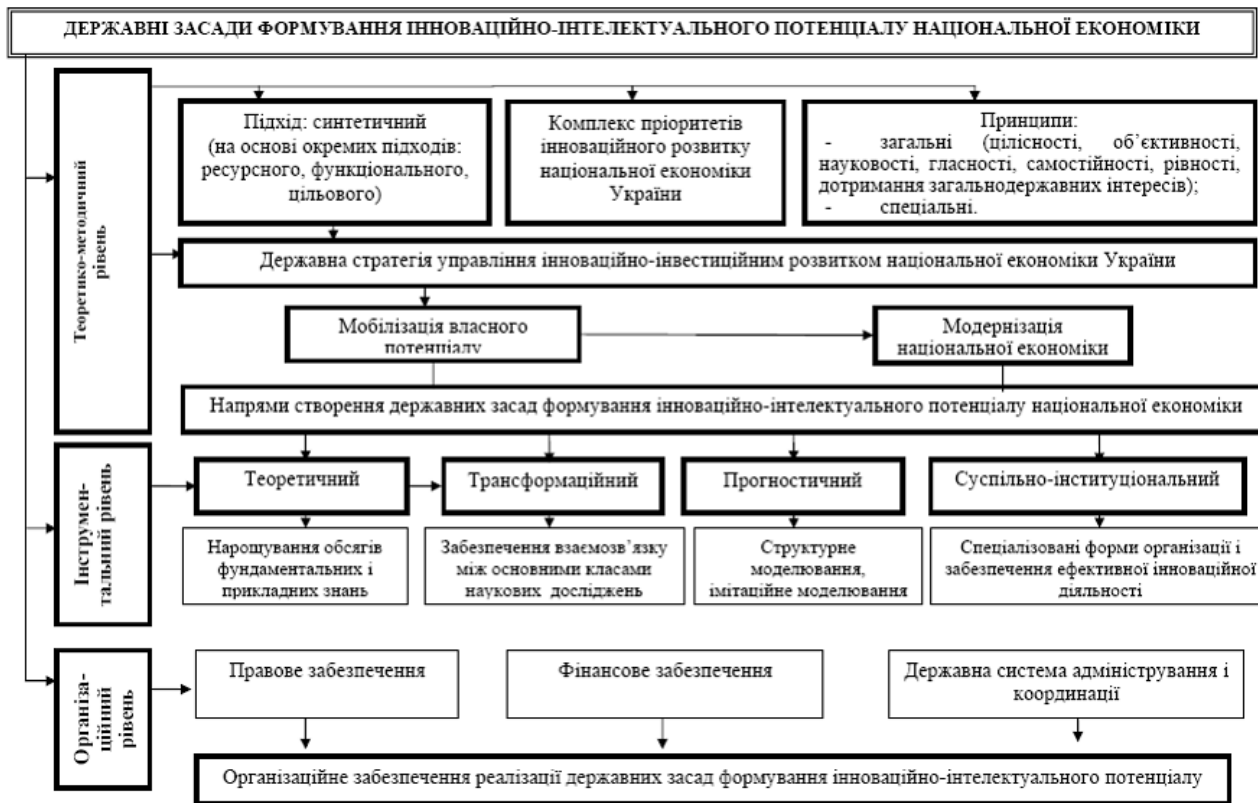 ДЕРЖАВНІ ЗАСАДИ ФОРМУВАННЯ ІННОВАЦІЙНО-ІНТЕЛЕКТУАЛЬНОГО ПОТЕНЦІАЛУ НАЦІОНАЛЬНОЇ ЕКОНОМІКИ
Теоретико-методичний
рівень
Підхід: синтетичний
(на основі окремих підходів:
ресурсного, функціонального,
цільового)
Комплекс пріоритетів
інноваційного розвитку
національної економіки
України
Принципи:
- загальні (цілісності, об’єктивності,
науковості, гласності, самостійності, рівності,
дотримання загальнодержавних інтересів);
- спеціальні.
Державна стратегія управління інноваційно-інвестиційним розвитком національної економіки України
Мобілізація власного
потенціалу
Модернізація
національної економіки
Напрями створення державних засад формування інноваційно-інтелектуального потенціалу національної економіки
Інструмен-
тальний рівень
Теоретичний
Трансформаційний
Прогностичний
Суспільно-інституціональний
Нарощування обсягів
фундаментальних і
прикладних знань
Забезпечення взаємозв’язку
між основними класами
наукових досліджень
Структурне
моделювання,
імітаційне моделювання
Спеціалізовані форми організації і
забезпечення ефективної інноваційної
діяльності
Організа-
ційний
рівень
Правове забезпечення
Фінансове забезпечення
Державна система адміністрування і
координації
Організаційне забезпечення реалізації державних засад формування інноваційно-інтелектуального потенціалу